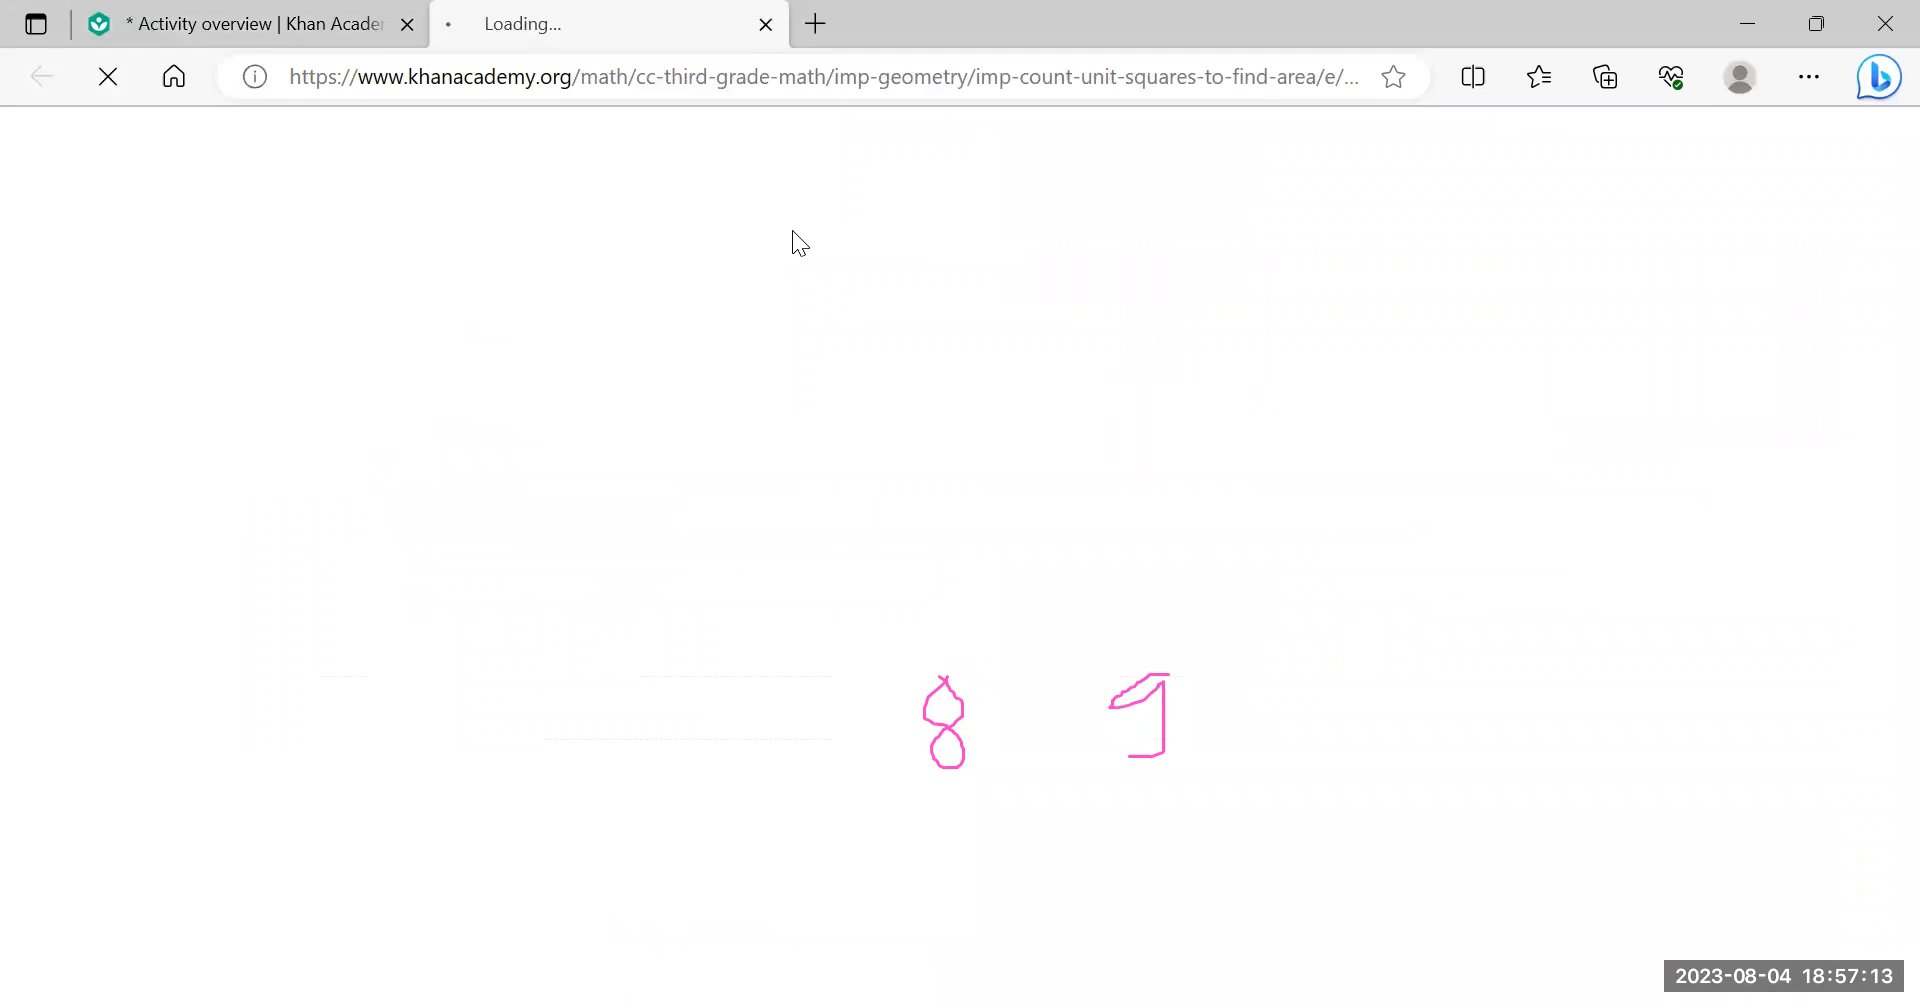 * Activity overview | Khan Acade
Loading...
https://www.khanacademy.org/math/cc-third-grade-math/imp-geometry/imp-count-unit-squares-to-find-area/e/...
8 1
2023-08-04 18:57:13